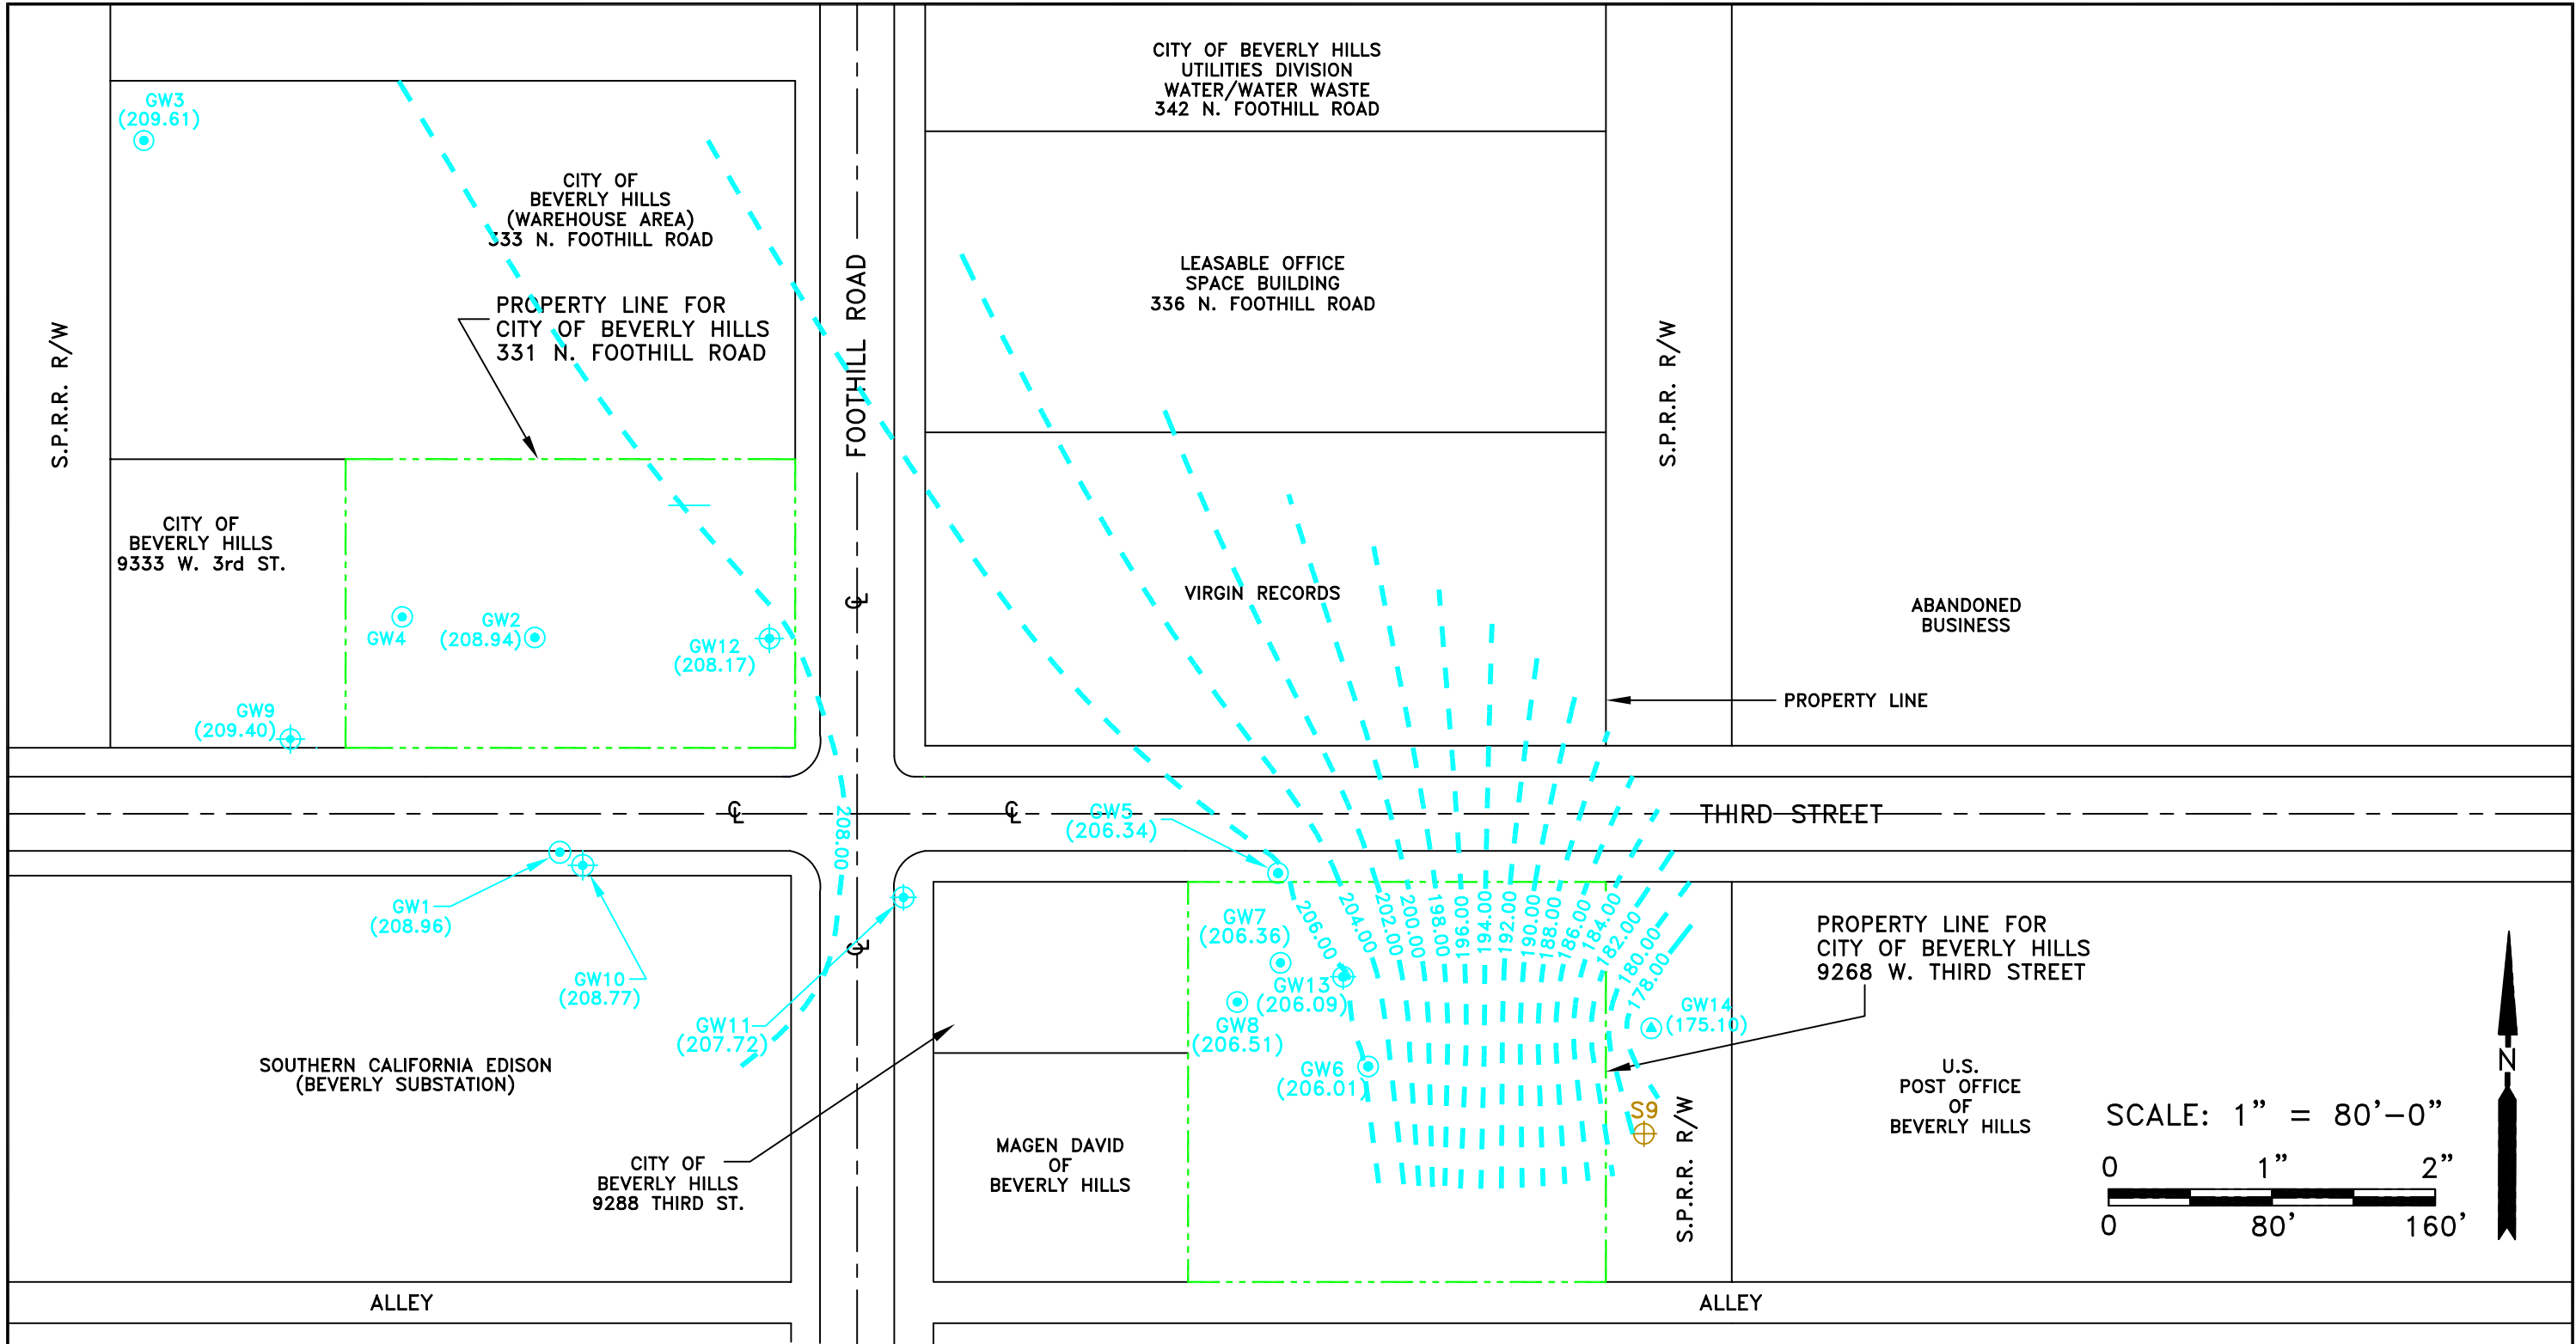 GW3
(209.61)
CITY OF
BEVERLY HILLS
(WAREHOUSE AREA)
333 N. FOOTHILL ROAD
PROPERTY LINE FOR
CITY OF BEVERLY HILLS
331 N. FOOTHILL ROAD
S.P.R.R. R/W
FOOTHILL ROAD
CITY OF BEVERLY HILLS
UTILITIES DIVISION
WATER/WATER WASTE
342 N. FOOTHILL ROAD
LEASABLE OFFICE
SPACE BUILDING
336 N. FOOTHILL ROAD
S.P.R.R. R/W
CITY OF
BEVERLY HILLS
9333 W. 3rd ST.
GW4
GW2
(208.94)
GW12
(208.17)
GW9
(209.40)
VIRGIN RECORDS
ABANDONED
BUSINESS
PROPERTY LINE
℄
℄
℄
℄
THIRD STREET
GW5
(206.34)
208.00
GW1
(208.96)
GW10
(208.77)
GW11
(207.72)
GW7
(206.36)
GW13
(206.09)
GW8
(206.51)
GW6
(206.01)
206.00
204.00
202.00
200.00
198.00
196.00
194.00
192.00
190.00
188.00
186.00
184.00
182.00
180.00
178.00
GW14
(175.10)
PROPERTY LINE FOR
CITY OF BEVERLY HILLS
9268 W. THIRD STREET
SOUTHERN CALIFORNIA EDISON
(BEVERLY SUBSTATION)
CITY OF
BEVERLY HILLS
9288 THIRD ST.
MAGEN DAVID
OF
BEVERLY HILLS
S9
S.P.R.R. R/W
U.S.
POST OFFICE
OF
BEVERLY HILLS
N
SCALE: 1" = 80'-0"
0 1" 2"
0 80' 160'
ALLEY
ALLEY